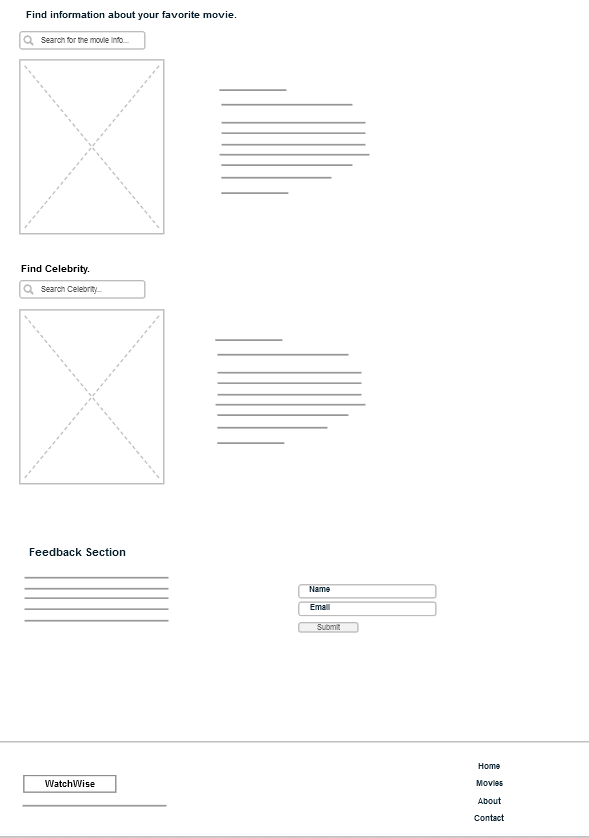 Find information about your favorite movie.
Search for the movie info...
Find Celebrity.
Search Celebrity...
Feedback Section
Name
Email
Submit
WatchWise
Home
Movies
About
Contact